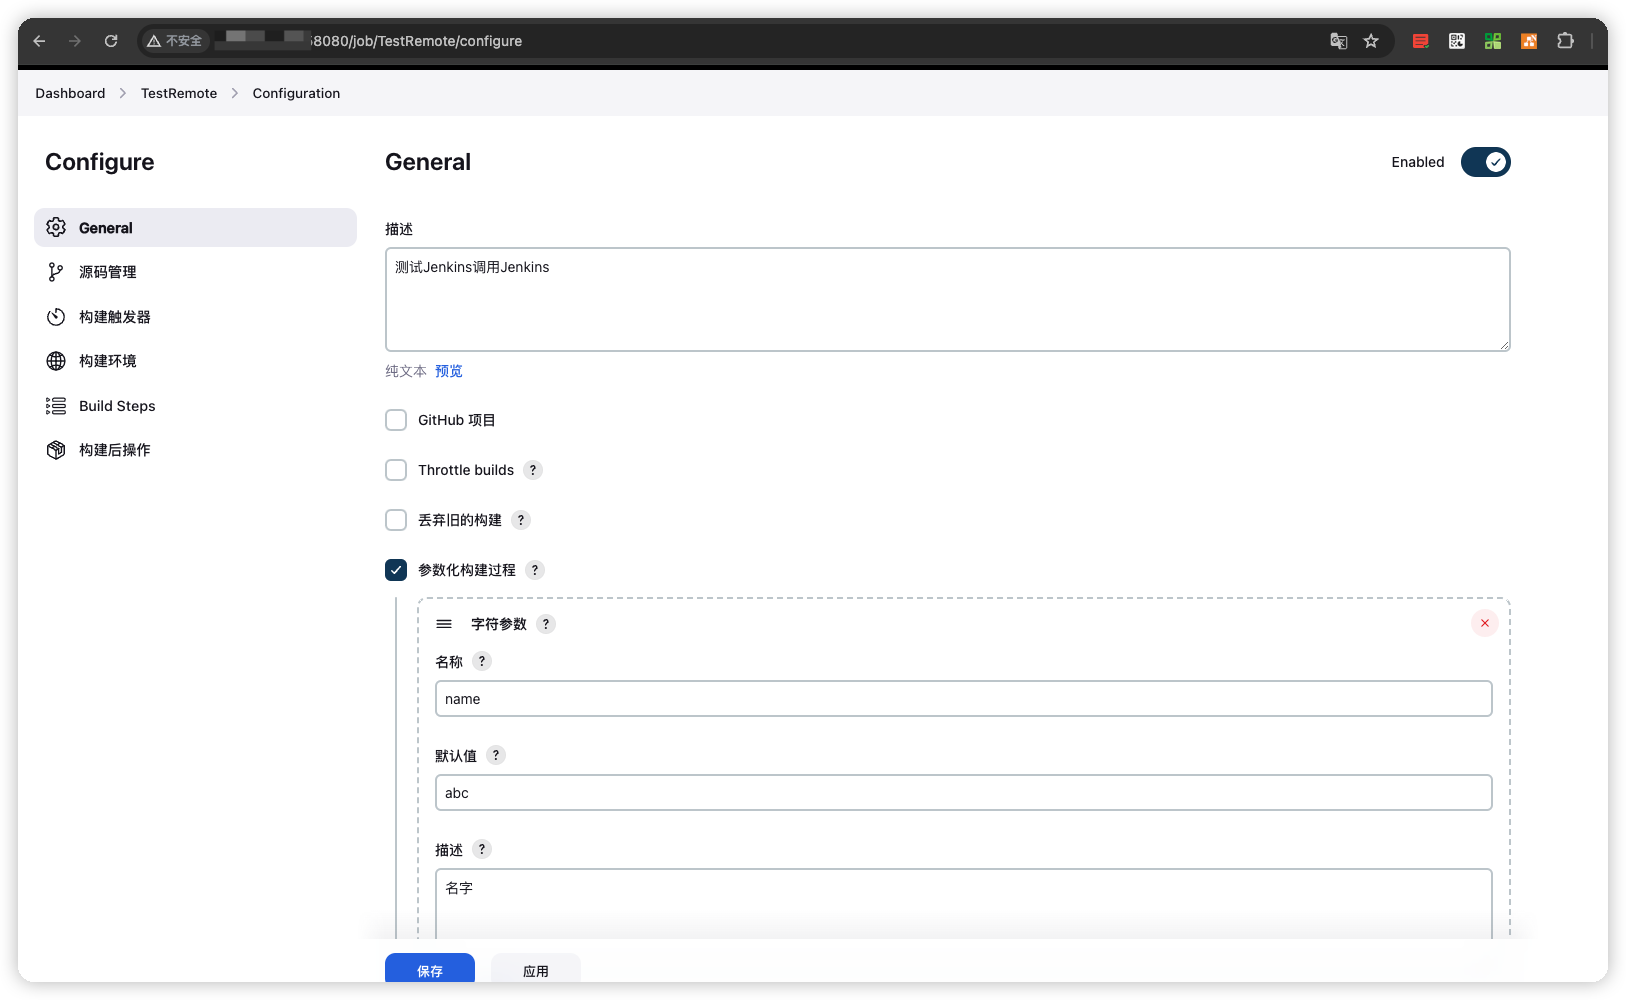 不安全
8080/job/TestRemote/configure
Dashboard
TestRemote
Configuration
Configure
General
源码管理
构建触发器
构建环境
Build Steps
构建后操作
General
Enabled
描述
测试Jenkins调用Jenkins
纯文本 预览
GitHub 项目
Throttle builds ?
丢弃旧的构建 ?
参数化构建过程 ?
字符参数 ?
名称 ?
name
默认值 ?
abc
描述 ?
名字
保存
应用